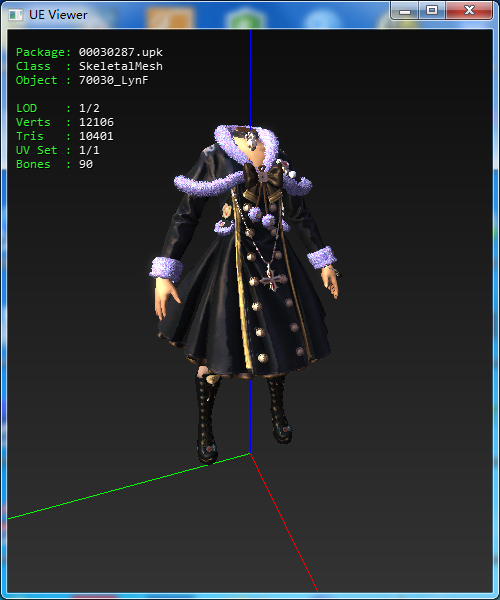 UE Viewer
Package: 00030287.upk
Class : SkeletalMesh
Object : 70030_LynF
LOD : 1/2
Verts : 12106
Tris : 10401
UV Set : 1/1
Bones : 90